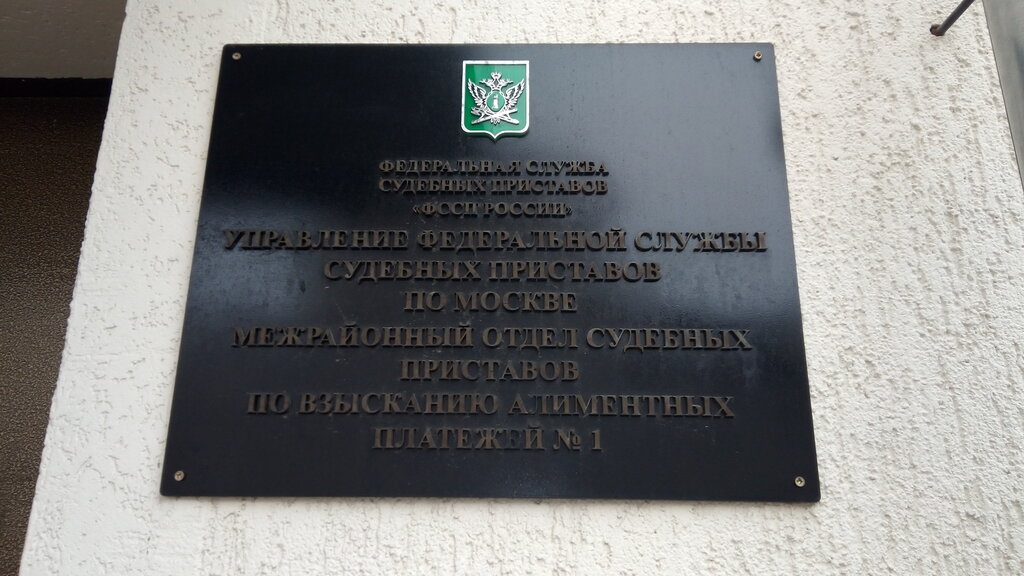 ФЕДЕРАЛЬНАЯ СЛУЖБА
СУДЕБНЫХ ПРИСТАВОВ
«ФССП РОССИИ»
УПРАВЛЕНИЕ ФЕДЕРАЛЬНОЙ СЛУЖБЫ
СУДЕБНЫХ ПРИСТАВОВ
ПО МОСКВЕ
МЕЖРАЙОННЫЙ ОТДЕЛ СУДЕБНЫХ
ПРИСТАВОВ
ПО ВЗЫСКАНИЮ АЛИМЕНТНЫХ
ПЛАТЕЖЕЙ № 1